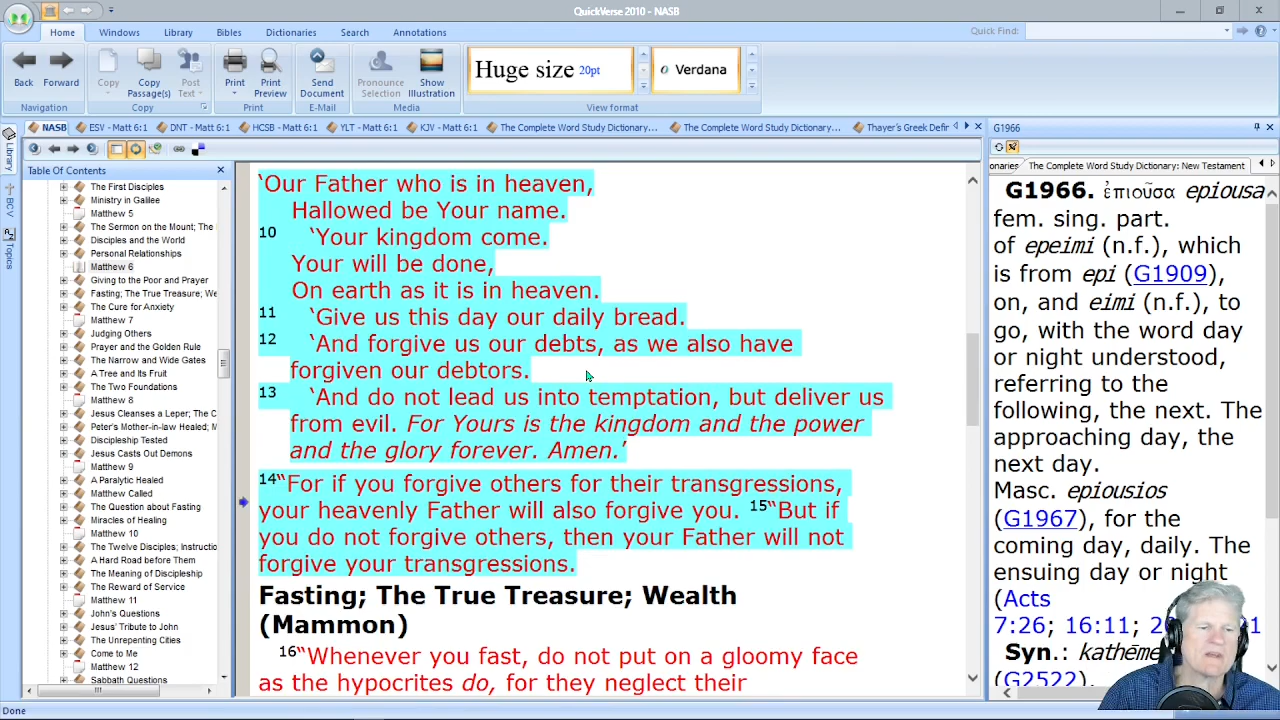 QuickVerse 2010 - NASB
Home Windows Library Bibles Dictionaries Search Annotations
Quick Find:
Back Forward Copy Copy Passage(s) Post Text Print Print Preview Send Document Pronounce Selection Show Illustration
Huge size 20pt
Verdana
Navigation Copy Print E-Mail Media View format
NASB ESV - Matt 6:1 DNT - Matt 6:1 HCSB - Matt 6:1 YLT - Matt 6:1 KJV - Matt 6:1 The Complete Word Study Dictionary... The Complete Word Study Dictionary... Thayer's Greek Defir
Library
BCV
Topics
Table Of Contents
The First Disciples
Ministry in Galilee
Matthew 5
The Sermon on the Mount; The
Disciples and the World
Personal Relationships
Matthew 6
Giving to the Poor and Prayer
Fasting; The True Treasure; We
The Cure for Anxiety
Matthew 7
Judging Others
Prayer and the Golden Rule
The Narrow and Wide Gates
A Tree and Its Fruit
The Two Foundations
Matthew 8
Jesus Cleanses a Leper; The C
Peter's Mother-in-law Healed; M
Discipleship Tested
Jesus Casts Out Demons
Matthew 9
A Paralytic Healed
Matthew Called
The Question about Fasting
Miracles of Healing
Matthew 10
The Twelve Disciples; Instructio
A Hard Road before Them
The Meaning of Discipleship
The Reward of Service
Matthew 11
John's Questions
Jesus' Tribute to John
The Unrepenting Cities
Come to Me
Matthew 12
Sabbath Questions
‘Our Father who is in heaven,
Hallowed be Your name.
10 ‘Your kingdom come.
Your will be done,
On earth as it is in heaven.
11 ‘Give us this day our daily bread.
12 ‘And forgive us our debts, as we also have
forgiven our debtors.
13 ‘And do not lead us into temptation, but deliver us
from evil. For Yours is the kingdom and the power
and the glory forever. Amen.’
14“For if you forgive others for their transgressions,
your heavenly Father will also forgive you. 15“But if
you do not forgive others, then your Father will not
forgive your transgressions.
Fasting; The True Treasure; Wealth
(Mammon)
16“Whenever you fast, do not put on a gloomy face
as the hypocrites do, for they neglect their
G1966
onaries The Complete Word Study Dictionary: New Testament
G1966. ἐπιοῦσα epiousa
fem. sing. part.
of epeimi (n.f.), which
is from epi (G1909),
on, and eimi (n.f.), to
go, with the word day
or night understood,
referring to the
following, the next. The
approaching day, the
next day.
Masc. epiousios
(G1967), for the
coming day, daily. The
ensuing day or night
(Acts
7:26; 16:11;
Syn.: kathēme
(G2522).
Done